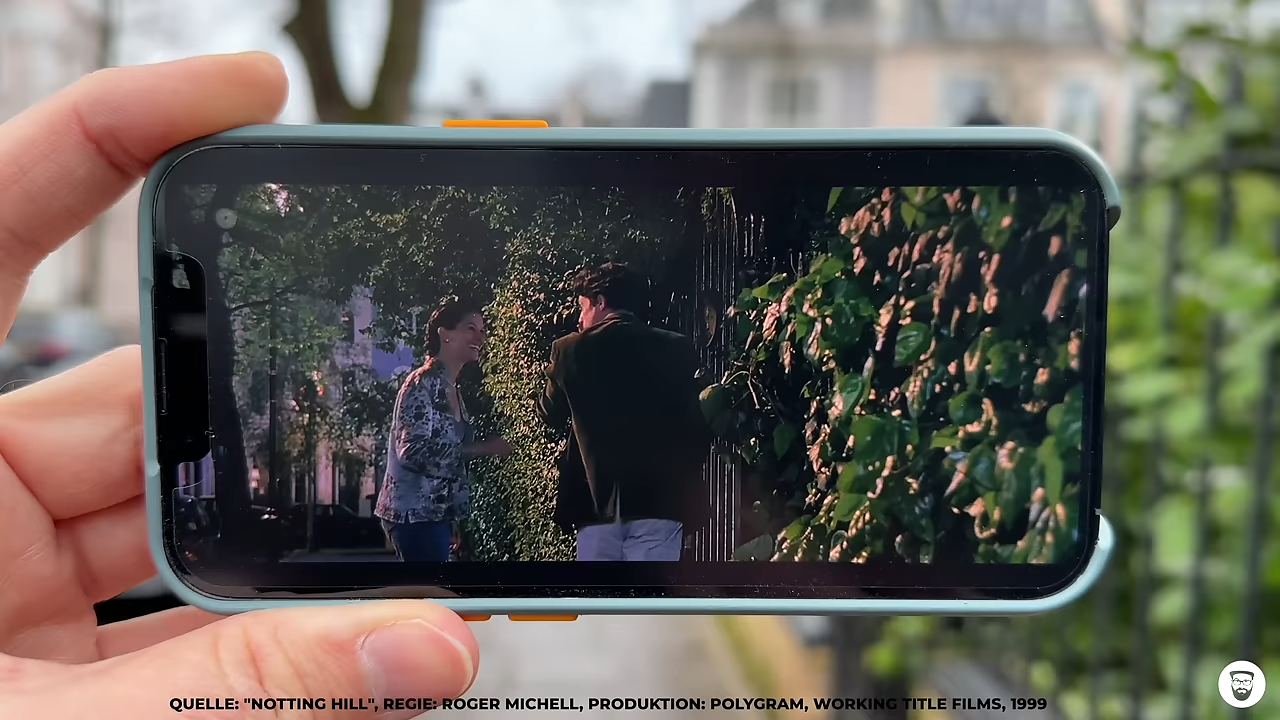 QUELLE: "NOTTING HILL", REGIE: ROGER MICHELL, PRODUKTION: POLYGRAM, WORKING TITLE FILMS, 1999